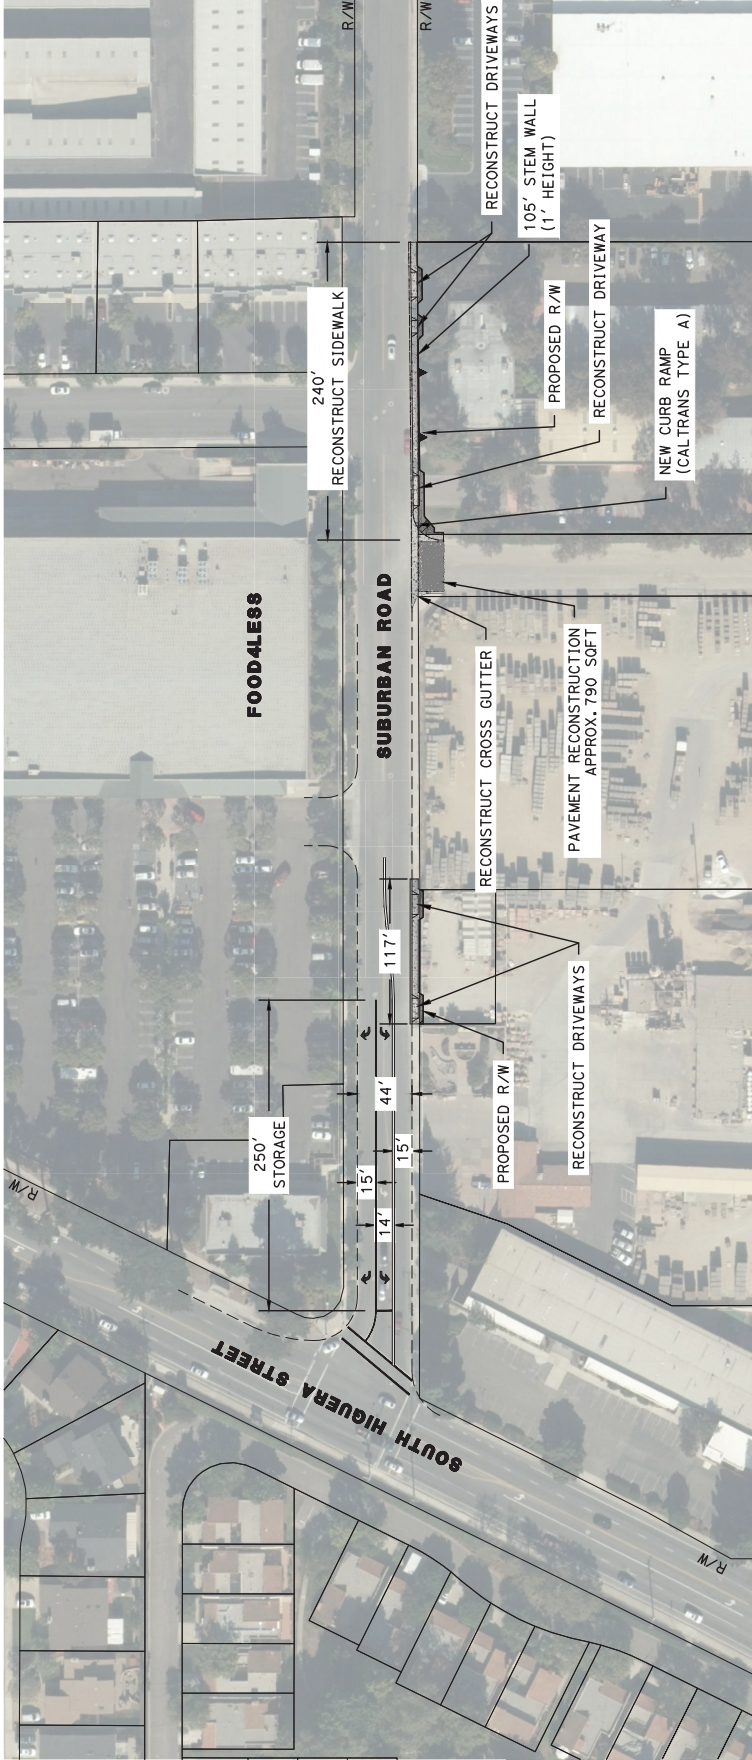 R/W
R/W
RECONSTRUCT DRIVEWAYS
105' STEM WALL
(1' HEIGHT)
240'
RECONSTRUCT SIDEWALK
PROPOSED R/W
RECONSTRUCT DRIVEWAY
NEW CURB RAMP
(CALTRANS TYPE A)
FOOD4LESS
SUBURBAN ROAD
RECONSTRUCT CROSS GUTTER
PAVEMENT RECONSTRUCTION
APPROX. 790 SQFT
117'
RECONSTRUCT DRIVEWAYS
PROPOSED R/W
250'
STORAGE
44'
15'
15'
14'
R/W
SOUTH HIGUERA STREET
R/W